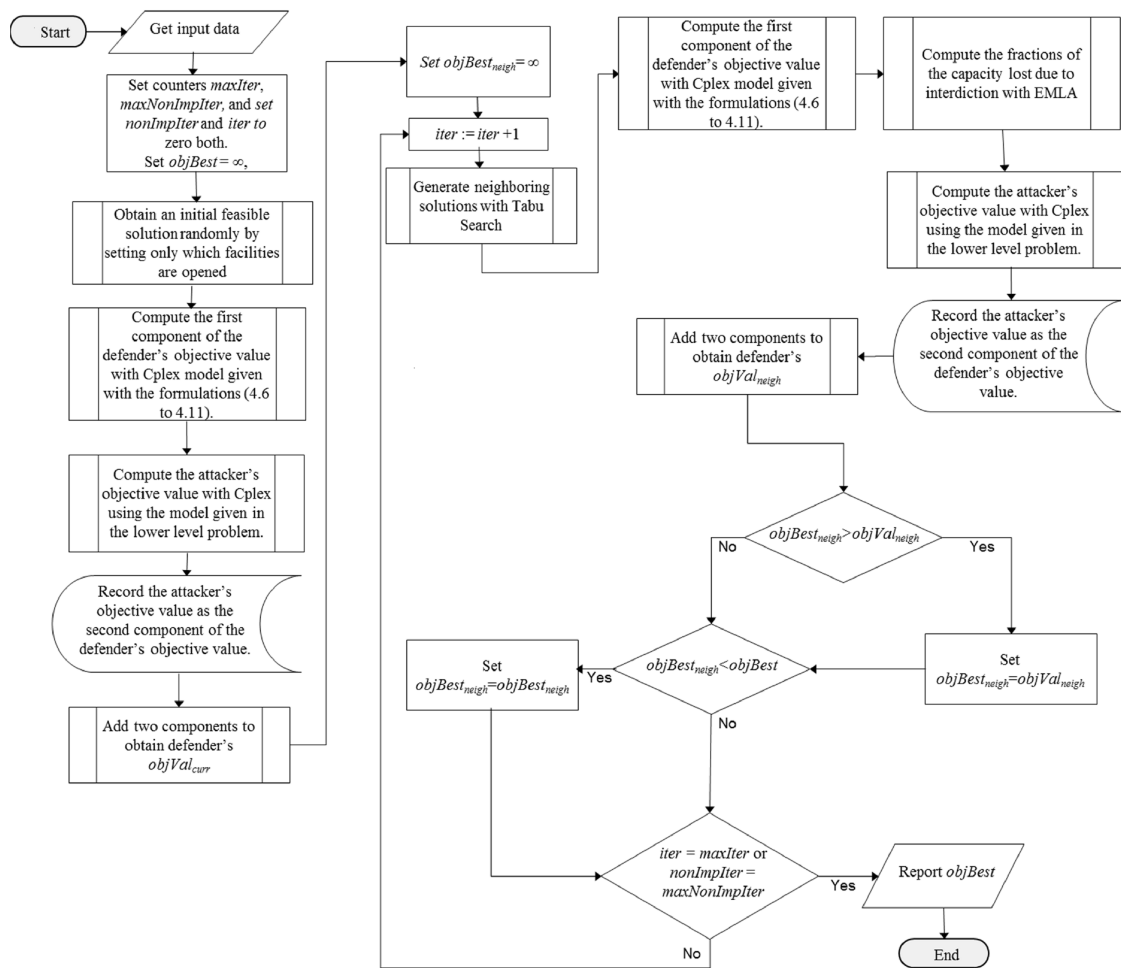 Start
Get input data
Set counters maxIter,
maxNonImpIter, and set
nonImpIter and iter to
zero both.
Set objBest = ∞,
Obtain an initial feasible
solution randomly by
setting only which facilities
are opened
Compute the first
component of the
defender's objective value
with Cplex model given
with the formulations (4.6
to 4.11).
Compute the attacker's
objective value with Cplex
using the model given in
the lower level problem.
Record the attacker's
objective value as the
second component of the
defender's objective value.
Add two components to
obtain defender's
objValcurr
Set objBestneigh= ∞
iter := iter +1
Generate neighboring
solutions with Tabu
Search
Compute the first
component of the
defender's objective value
with Cplex model given
with the formulations (4.6
to 4.11).
Compute the fractions of
the capacity lost due to
interdiction with EMLA
Compute the attacker's
objective value with Cplex
using the model given in
the lower level problem.
Record the attacker's
objective value as the
second component of the
defender's objective
value.
Add two components to
obtain defender's
objValneigh
objBestneigh>objValneigh
No
Yes
Set
objBestneigh=objValneigh
objBestneigh<objBest
Yes
No
Set
objBestneigh=objBestneigh
iter = maxIter or
nonImpIter =
maxNonImpIter
Yes
No
Report objBest
End